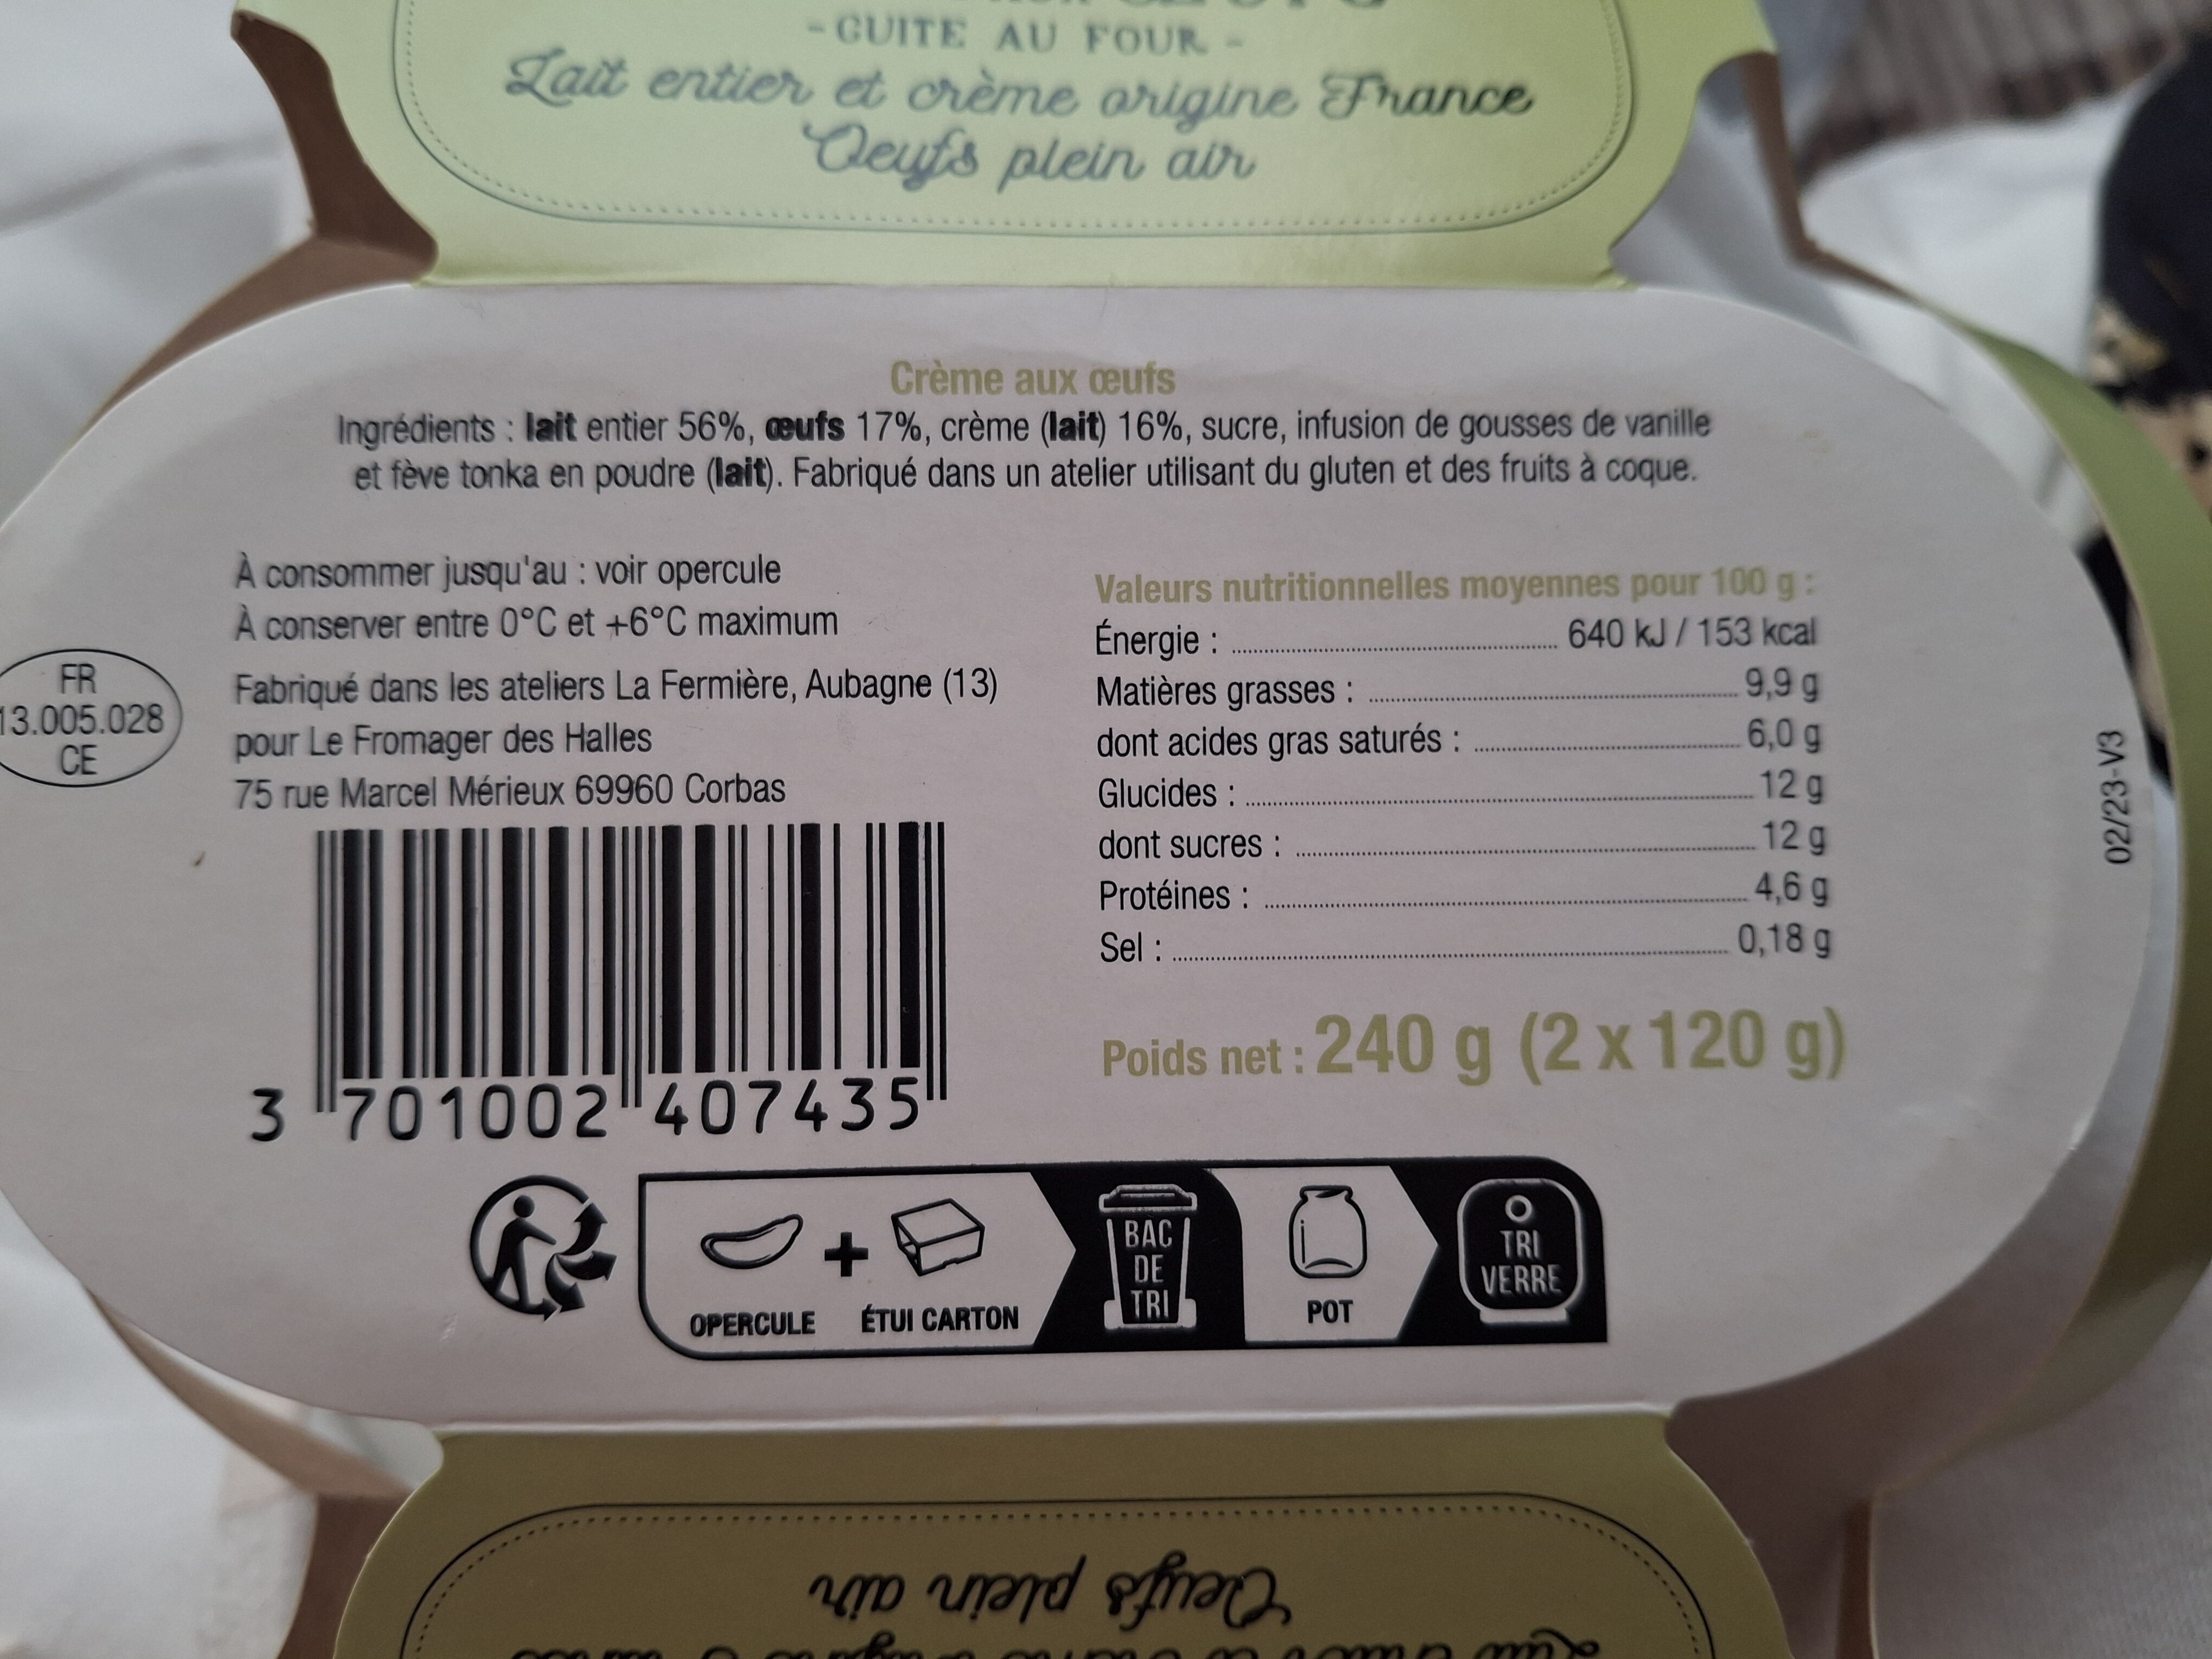 - CUITE AU FOUR -
Lait entier et crème origine France
Oeufs plein air
Crème aux œufs
Ingrédients : lait entier 56%, œufs 17%, crème (lait) 16%, sucre, infusion de gousses de vanille
et fève tonka en poudre (lait). Fabriqué dans un atelier utilisant du gluten et des fruits à coque.
À consommer jusqu'au : voir opercule
À conserver entre 0°C et +6°C maximum
Fabriqué dans les ateliers La Fermière, Aubagne (13)
pour Le Fromager des Halles
75 rue Marcel Mérieux 69960 Corbas
FR
13.005.028
CE
3 701002 407435
Valeurs nutritionnelles moyennes pour 100 g :
Énergie : 640 kJ / 153 kcal
Matières grasses : 9,9 g
dont acides gras saturés : 6,0 g
Glucides : 12 g
dont sucres : 12 g
Protéines : 4,6 g
Sel : 0,18 g
Poids net : 240 g (2 x 120 g)
02/23-V3
OPERCULE + ÉTUI CARTON
BAC
DE
TRI
POT
TRI
VERRE
Oeufs plein air